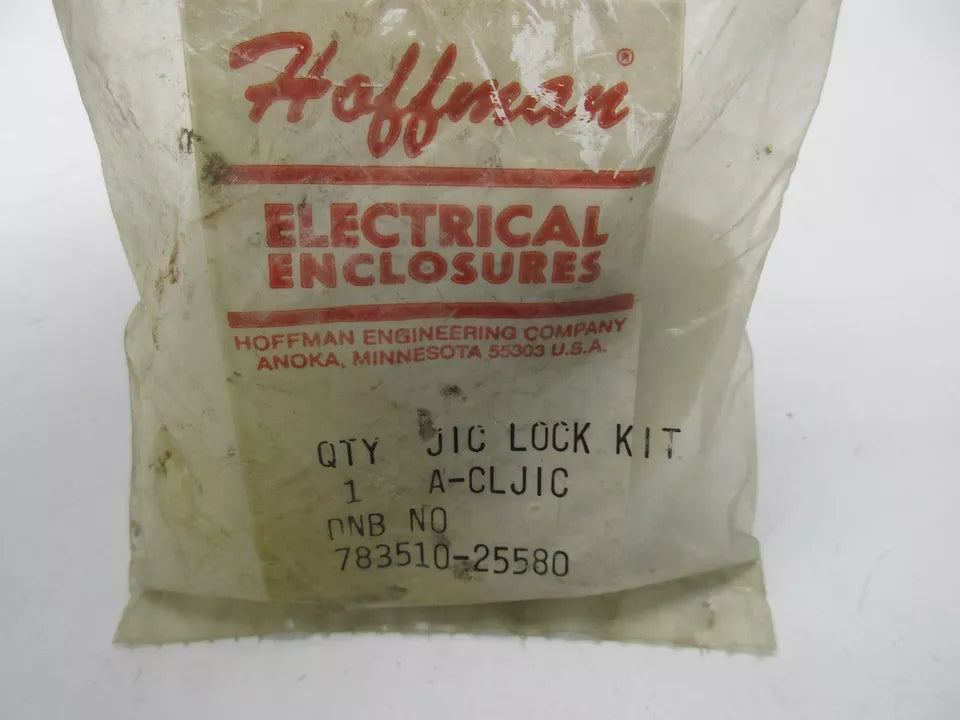 Hoffman®
ELECTRICAL
ENCLOSURES
HOFFMAN ENGINEERING COMPANY
ANOKA, MINNESOTA 55303 U.S.A.
QTY JIC LOCK KIT
1 A-CLJIC
DNB NO
783510-25580